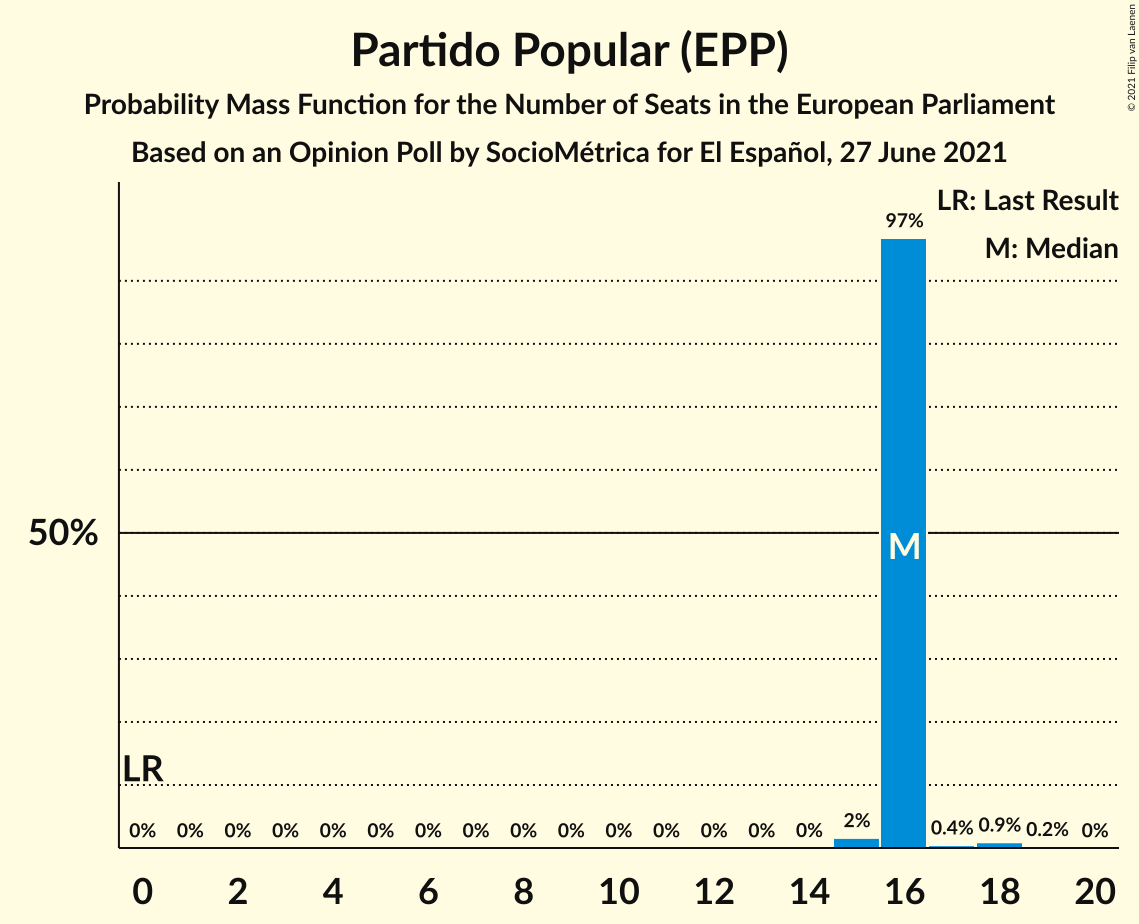 Partido Popular (EPP)
Probability Mass Function for the Number of Seats in the European Parliament
Based on an Opinion Poll by SocioMétrica for El Español, 27 June 2021
© 2021 Filip van Laenen
LR: Last Result
M: Median
97%
50%
M
LR
0% 0% 0% 0% 0% 0% 0% 0% 0% 0% 0% 0% 0% 0% 0% 2% 0.4% 0.9% 0.2% 0%
0 2 4 6 8 10 12 14 16 18 20